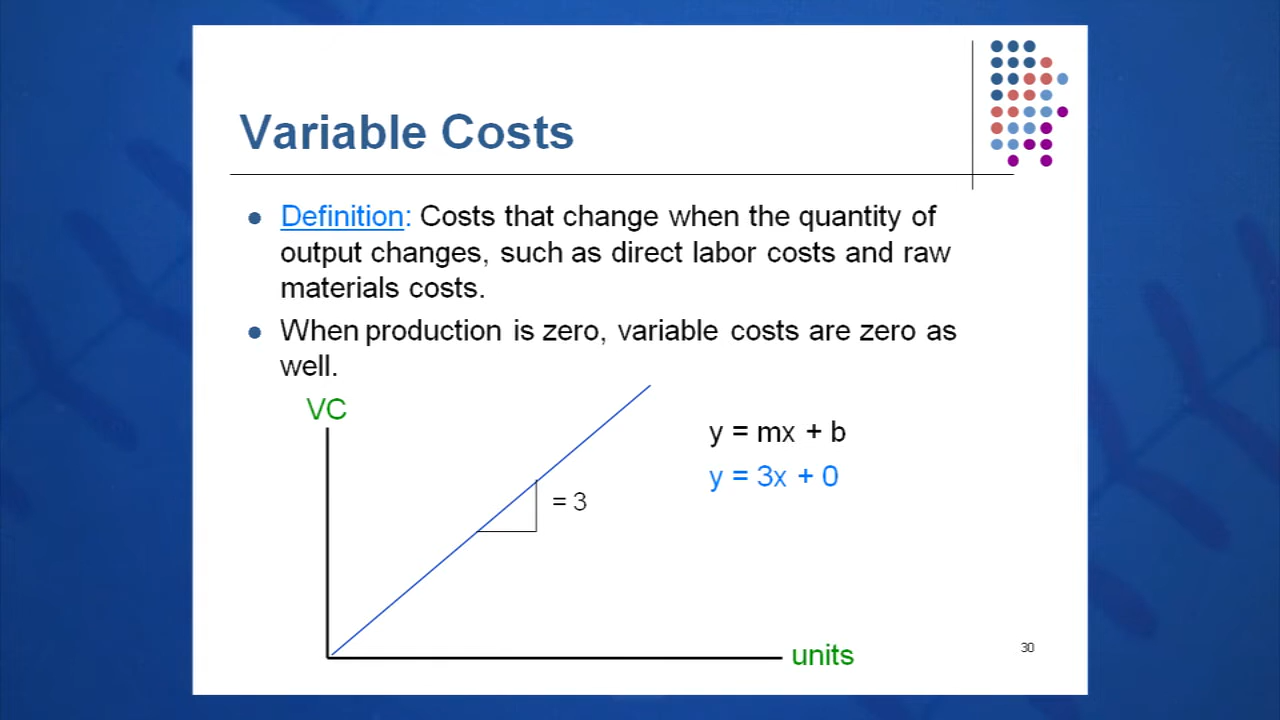 Variable Costs
Definition: Costs that change when the quantity of
output changes, such as direct labor costs and raw
materials costs.
When production is zero, variable costs are zero as
well.
VC
y = mx + b
y = 3x + 0
= 3
units
30